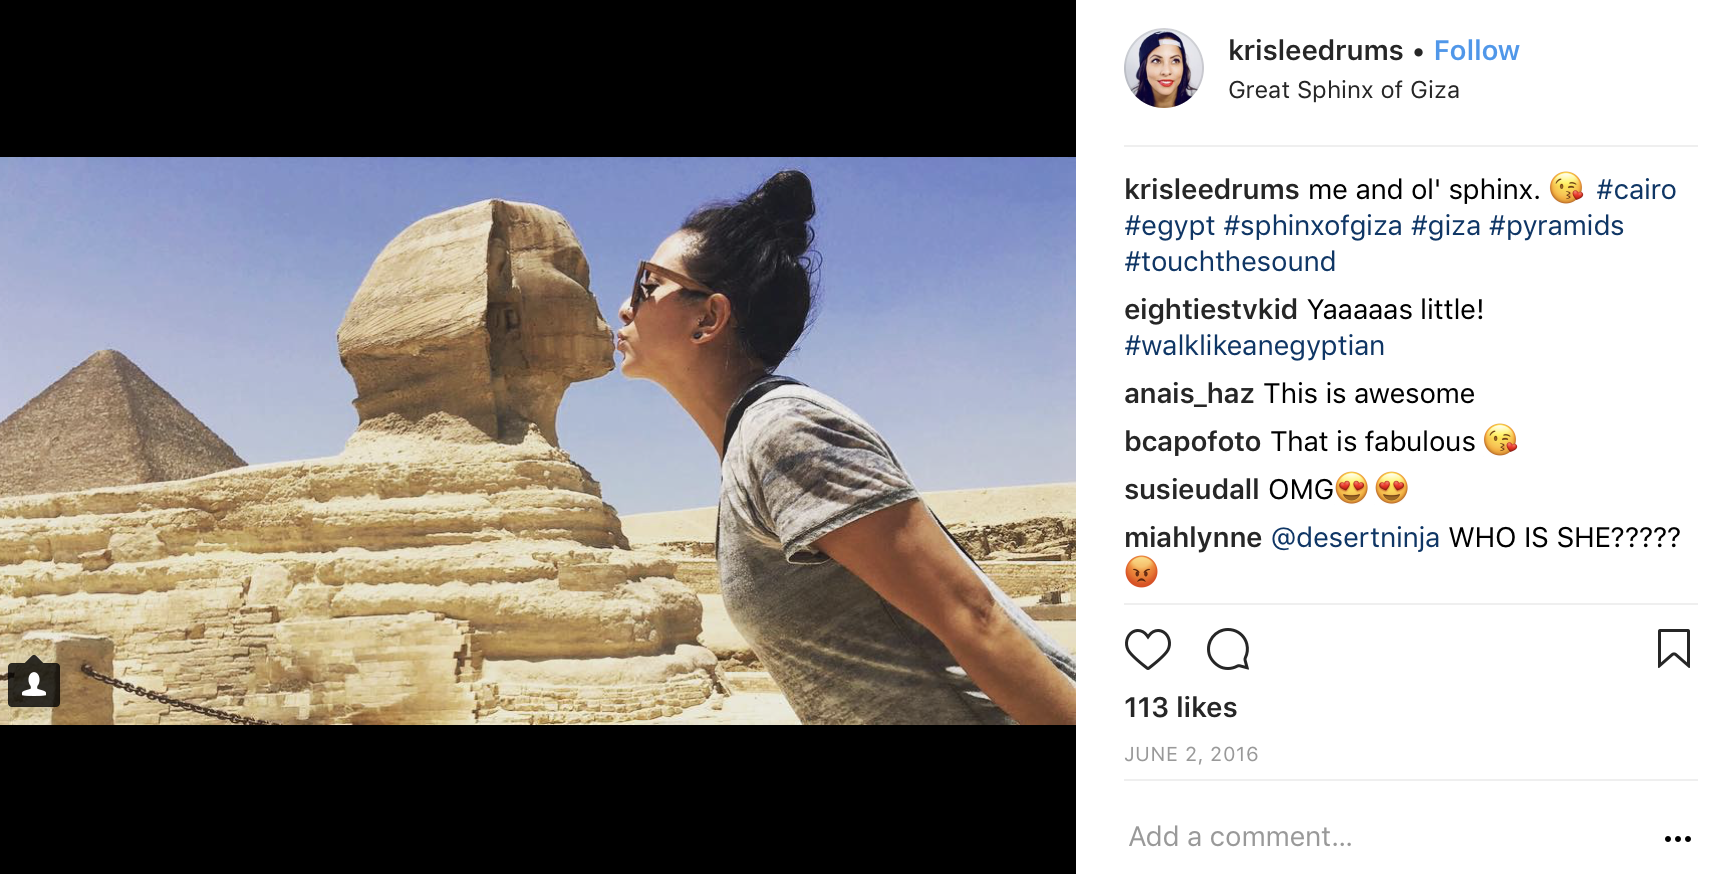 krisleedrums • Follow
Great Sphinx of Giza
krisleedrums me and ol' sphinx. 😘 #cairo
#egypt #sphinxofgiza #giza #pyramids
#touchthesound
eightiestvkid Yaaaaas little!
#walklikeanegyptian
anais_haz This is awesome
bcapofoto That is fabulous 😘
susieudall OMG😍😍
miahlynne @desertninja WHO IS SHE?????
😡
113 likes
JUNE 2, 2016
Add a comment...